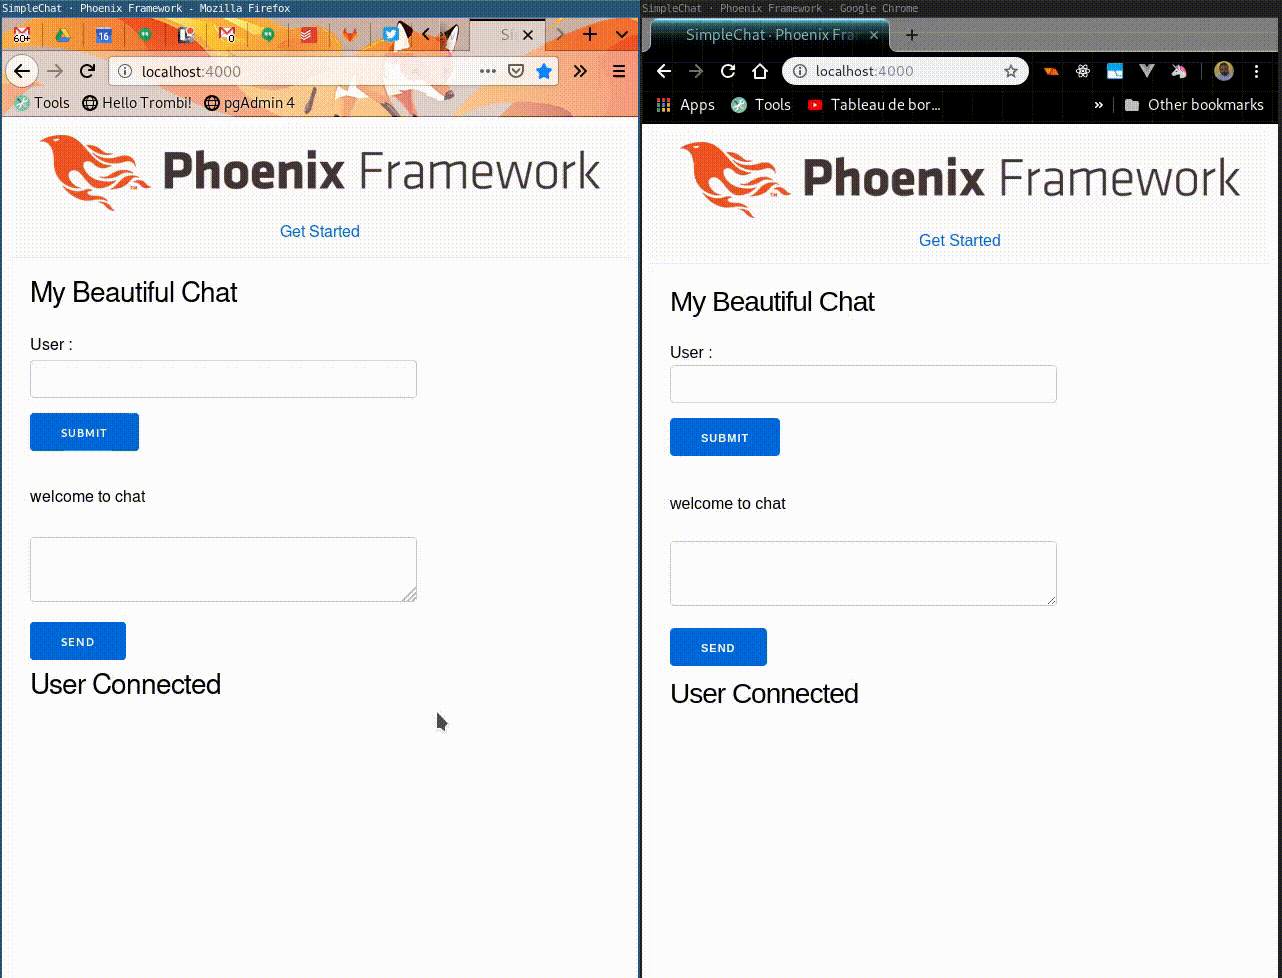 SimpleChat · Phoenix Framework - Mozilla Firefox
60+
16
0
Si
localhost:4000
Tools
Hello Trombi!
pgAdmin 4
Phoenix Framework
TM
Get Started
My Beautiful Chat
User :
SUBMIT
welcome to chat
SEND
User Connected
SimpleChat · Phoenix Framework - Google Chrome
SimpleChat · Phoenix Fra
localhost:4000
Apps
Tools
Tableau de bor...
Other bookmarks
Phoenix Framework
TM
Get Started
My Beautiful Chat
User :
SUBMIT
welcome to chat
SEND
User Connected